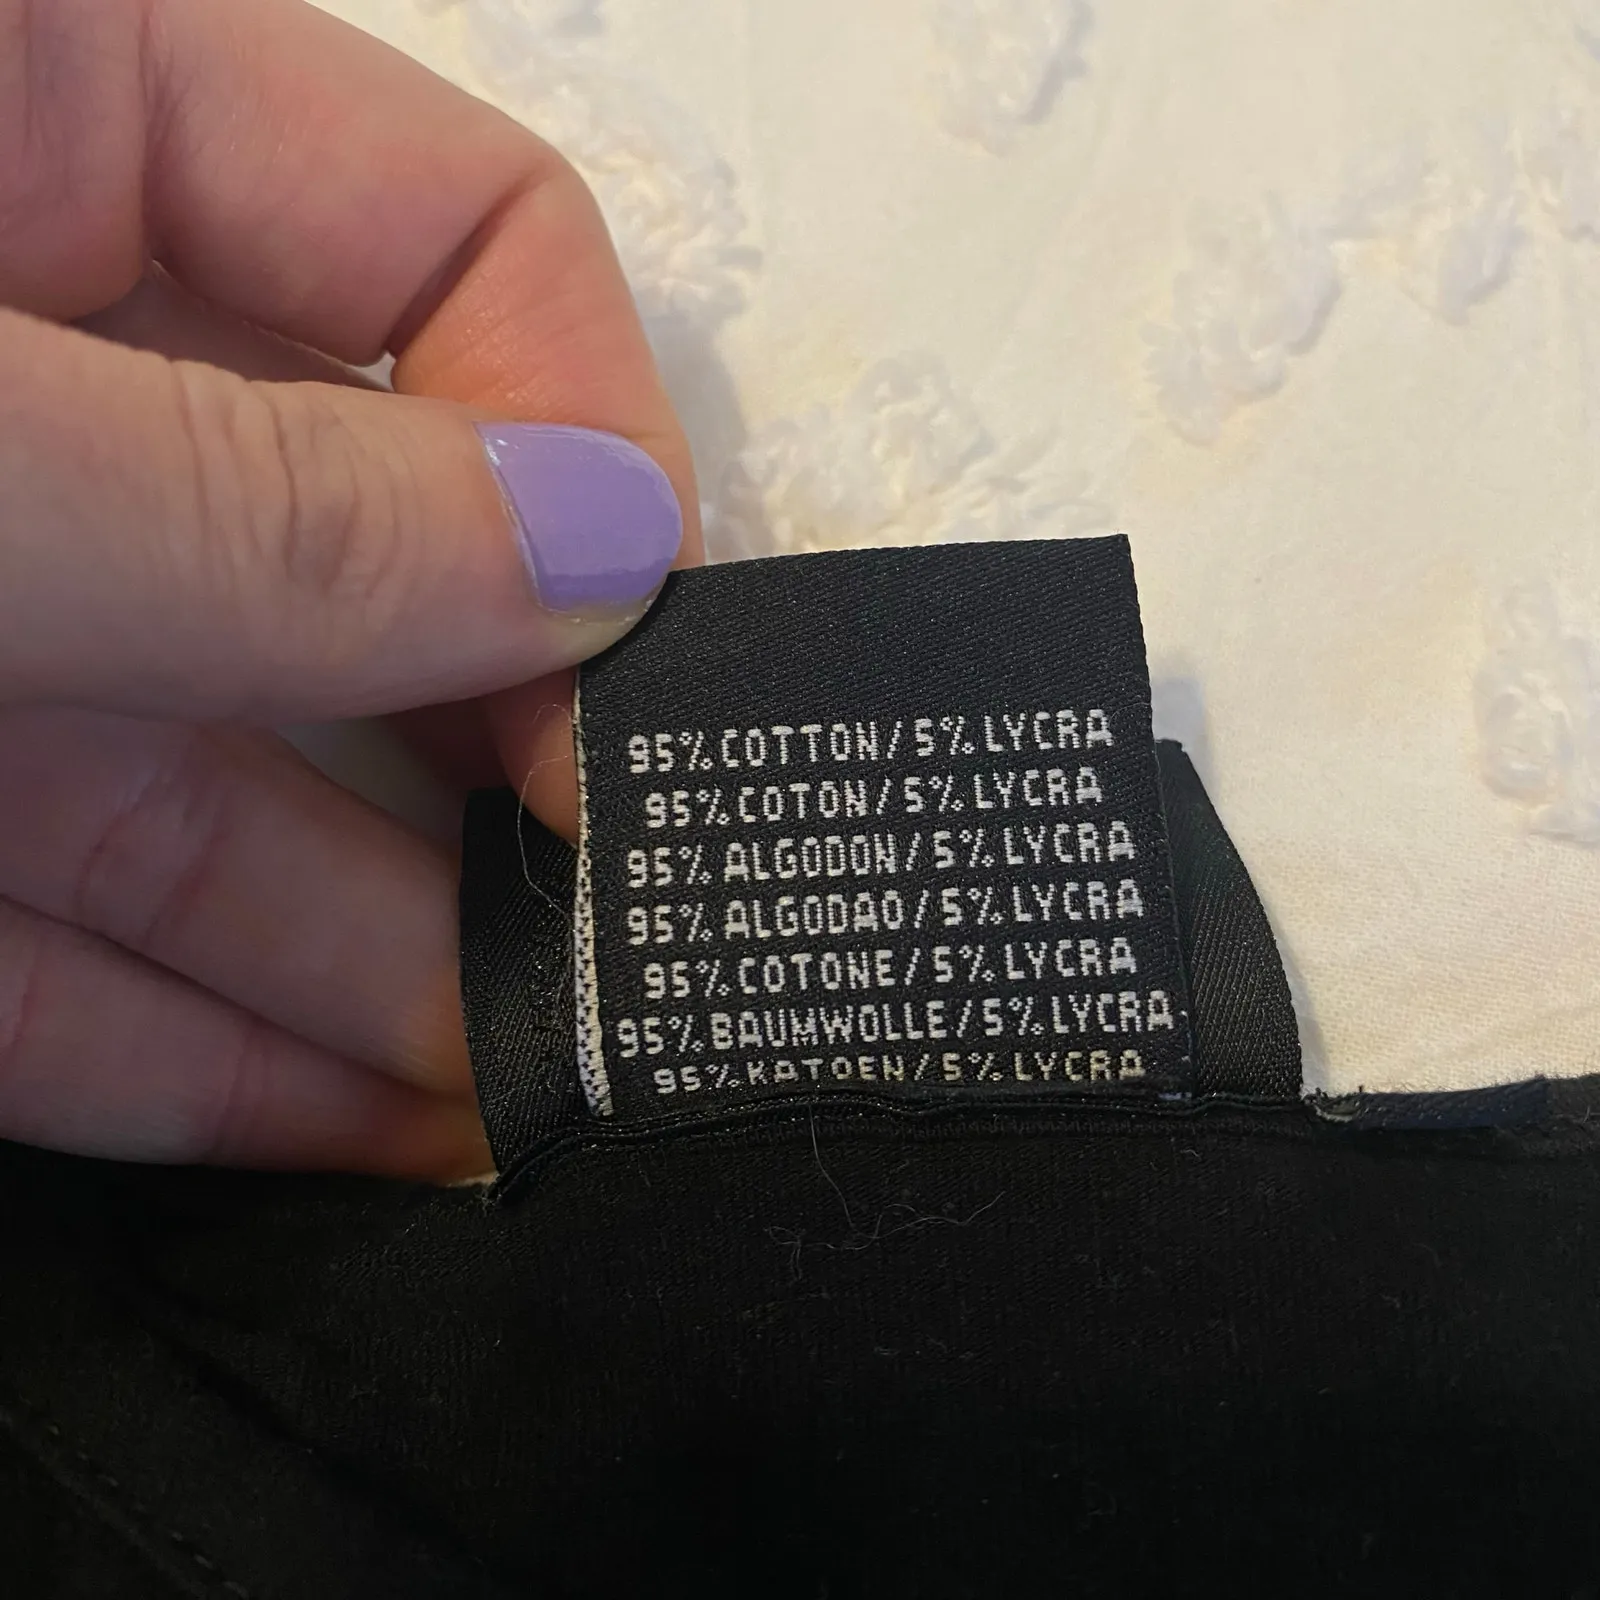 95% COTTON/5% LYCRA
95% COTON/5% LYCRA
95% ALGODON/5% LYCRA
95% ALGODAO/5% LYCRA
95% COTONE/5% LYCRA
95% BAUMWOLLE/5% LYCRA
95% KATOEN/5% LYCRA